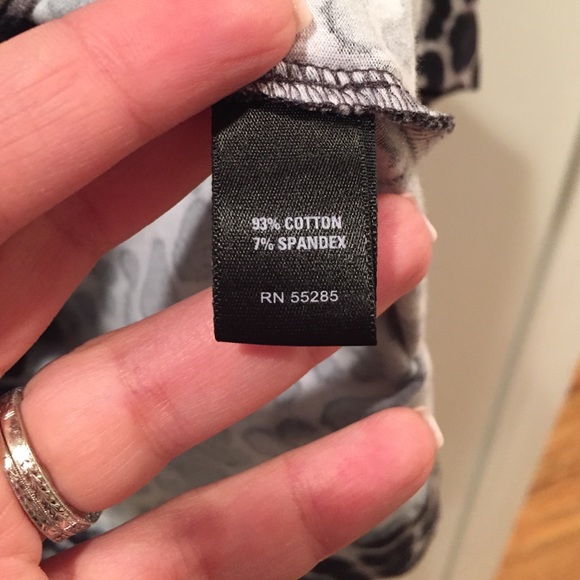 93% COTTON
7% SPANDEX
RN 55285